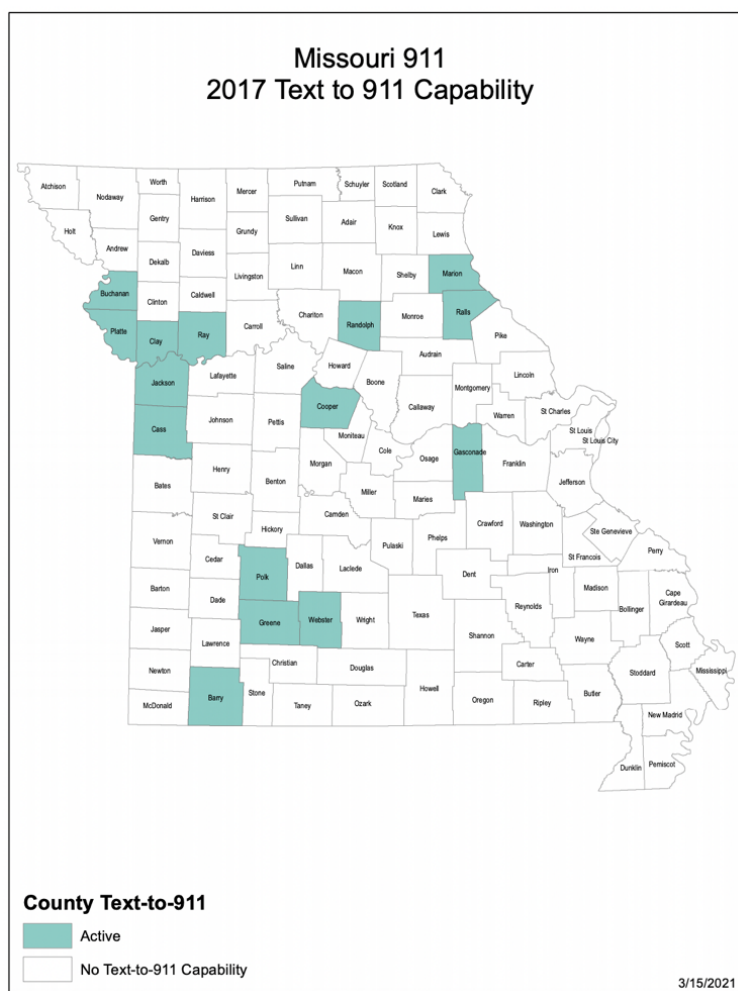 Missouri 911
2017 Text to 911 Capability
Atchison
Nodaway
Worth
Harrison
Mercer
Putnam
Schuyler
Scotland
Clark
Holt
Gentry
Sullivan
Adair
Knox
Lewis
Andrew
Dekalb
Daviess
Grundy
Livingston
Linn
Macon
Shelby
Marion
Buchanan
Clinton
Caldwell
Carroll
Chariton
Randolph
Monroe
Ralls
Platte
Clay
Ray
Pike
Audrain
Jackson
Lafayette
Saline
Howard
Boone
Callaway
Montgomery
Lincoln
Cooper
Warren
St Charles
Cass
Johnson
Pettis
Moniteau
Cole
Osage
Gasconade
Franklin
St Louis
St Louis City
Bates
Henry
Benton
Morgan
Miller
Maries
Jefferson
St Clair
Hickory
Camden
Pulaski
Phelps
Crawford
Washington
Ste Genevieve
Vernon
Cedar
Polk
Dallas
Laclede
Dent
Iron
St Francois
Perry
Barton
Dade
Greene
Webster
Wright
Texas
Reynolds
Madison
Bollinger
Cape
Girardeau
Jasper
Lawrence
Shannon
Wayne
Scott
Newton
Christian
Douglas
Carter
Stoddard
Mississippi
McDonald
Barry
Stone
Taney
Ozark
Howell
Oregon
Ripley
Butler
New Madrid
Dunklin
Pemiscot
County Text-to-911
Active
No Text-to-911 Capability
3/15/2021